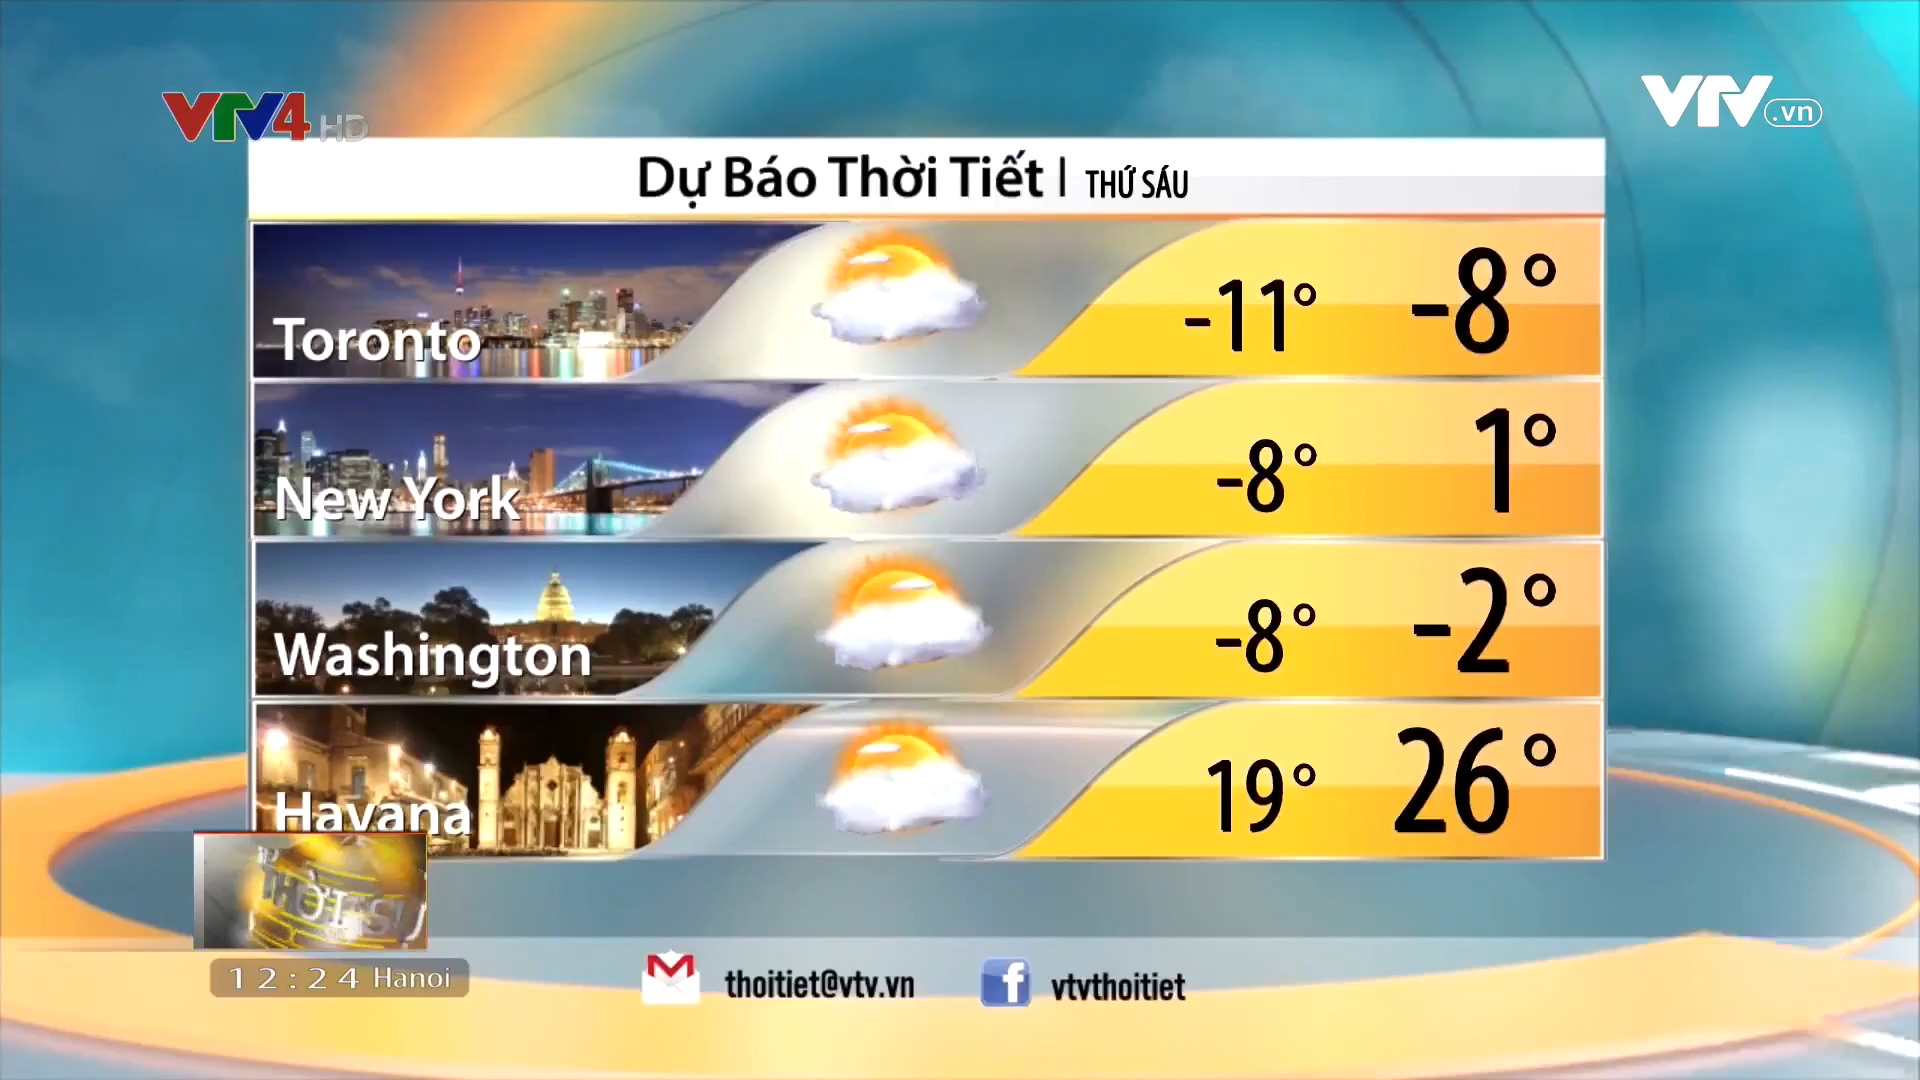 VTV4 HD
VTV.vn
Dự Báo Thời Tiết | THỨ SÁU
Toronto -11° -8°
New York -8° 1°
Washington -8° -2°
Havana 19° 26°
THỜI SỰ
12:24 Hanoi
thoitiet@vtv.vn
vtvthoitiet